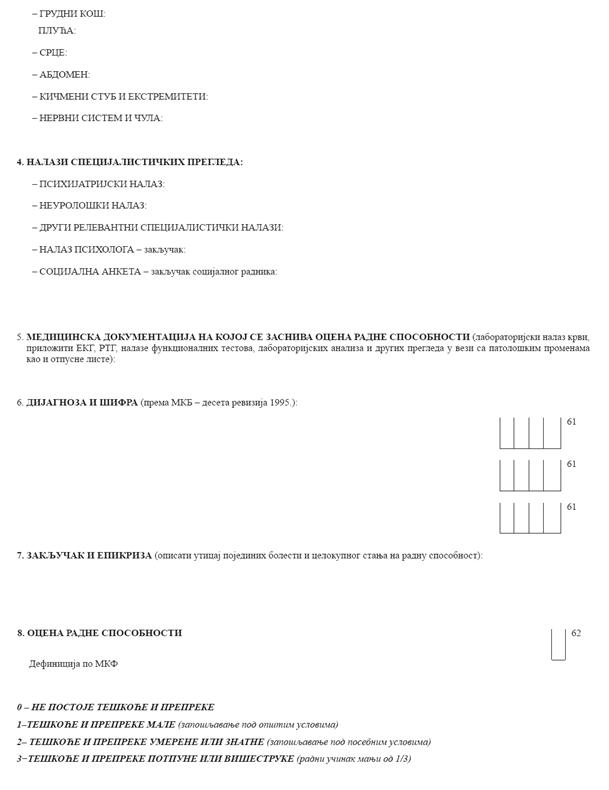 – ГРУДНИ КОШ:
ПЛУЋА:
– СРЦЕ:
– АБДОМЕН:
– КИЧМЕНИ СТУБ И ЕКСТРЕМИТЕТИ:
– НЕРВНИ СИСТЕМ И ЧУЛА:
4. НАЛАЗИ СПЕЦИЈАЛИСТИЧКИХ ПРЕГЛЕДА:
– ПСИХИЈАТРИЈСКИ НАЛАЗ:
– НЕУРОЛОШКИ НАЛАЗ:
– ДРУГИ РЕЛЕВАНТНИ СПЕЦИЈАЛИСТИЧКИ НАЛАЗИ:
– НАЛАЗ ПСИХОЛОГА – закључак:
– СОЦИЈАЛНА АНКЕТА – закључак социјалног радника:
5. МЕДИЦИНСКА ДОКУМЕНТАЦИЈА НА КОЈОЈ СЕ ЗАСНИВА ОЦЕНА РАДНЕ СПОСОБНОСТИ (лабораторијски налаз крви,
приложити ЕКГ, РТГ, налазе функционалних тестова, лабораторијских анализа и других прегледа у вези са патолошким променама
као и отпусне листе):
6. ДИЈАГНОЗА И ШИФРА (према МКБ – десета ревизија 1995.):
61
61
61
7. ЗАКЉУЧАК И ЕПИКРИЗА (описати утицај појединих болести и целокупног стања на радну способност):
8. ОЦЕНА РАДНЕ СПОСОБНОСТИ
62
Дефиниција по МКФ
0 – НЕ ПОСТОЈЕ ТЕШКОЋЕ И ПРЕПРЕКЕ
1–ТЕШКОЋЕ И ПРЕПРЕКЕ МАЛЕ (запошљавање под општим условима)
2– ТЕШКОЋЕ И ПРЕПРЕКЕ УМЕРЕНЕ ИЛИ ЗНАТНЕ (запошљавање под посебним условима)
3–ТЕШКОЋЕ И ПРЕПРЕКЕ ПОТПУНЕ ИЛИ ВИШЕСТРУКЕ (радни учинак мањи од 1/3)